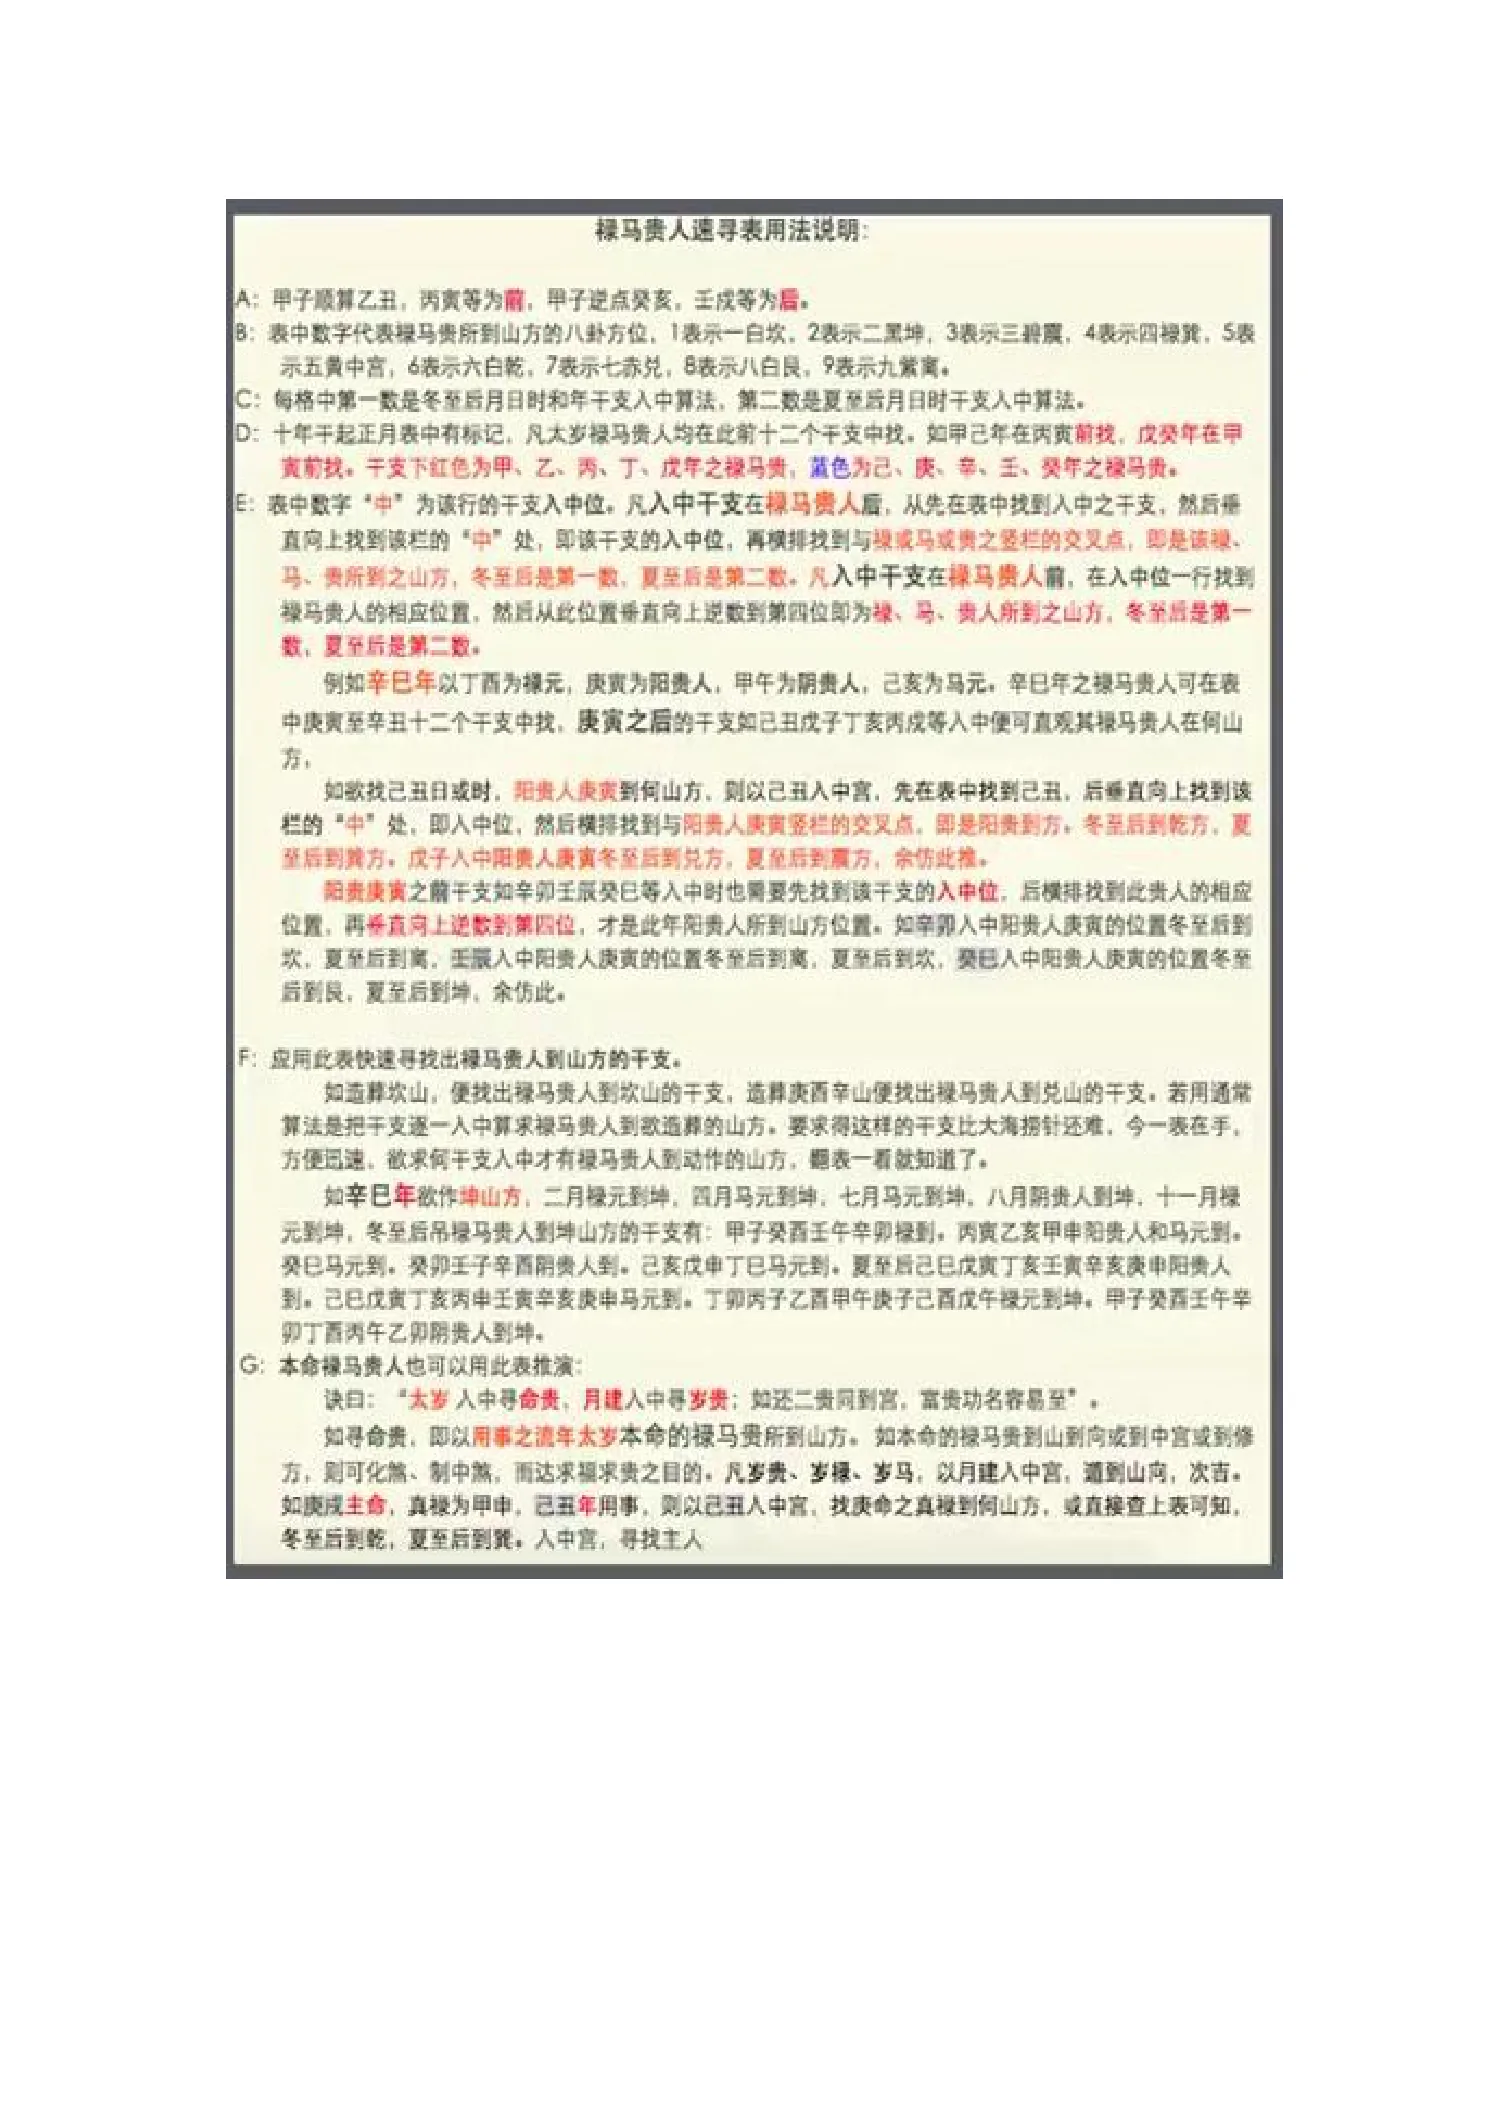 禄马贵人速寻表用法说明：
A：甲子顺算乙丑，丙寅等为前，甲子逆点癸亥，壬戌等为后。
B：表中数字代表禄马贵所到山方的八卦方位，1表示一白坎，2表示二黑坤，3表示三碧震，4表示四禄巽，5表
示五黄中宫，6表示六白乾，7表示七赤兑，8表示八白艮，9表示九紫离。
C：每格中第一数是冬至后月日时和年干支入中算法，第二数是夏至后月日时干支入中算法。
D：十年干起正月表中有标记，凡太岁禄马贵人均在此前十二个干支中找。如甲己年在丙寅前找，戊癸年在甲
寅前找。干支下红色为甲、乙、丙、丁、戊年之禄马贵，蓝色为己、庚、辛、壬、癸年之禄马贵。
E：表中数字“中”为该行的干支入中位。凡入中干支在禄马贵人后，从先在表中找到入中之干支，然后垂
直向上找到该栏的“中”处，即该干支的入中位，再横排找到与禄或马或贵之竖栏的交叉点，即是该禄、
马、贵所到之山方，冬至后是第一数，夏至后是第二数。凡入中干支在禄马贵人前，在入中位一行找到
禄马贵人的相应位置，然后从此位置垂直向上逆数到第四位即为禄、马、贵人所到之山方，冬至后是第一
数，夏至后是第二数。
例如辛巳年以丁酉为禄元，庚寅为阳贵人，甲午为阴贵人，己亥为马元。辛巳年之禄马贵人可在表
中庚寅至辛丑十二个干支中找，庚寅之后的干支如己丑戊子丁亥丙戌等入中便可直观其禄马贵人在何山
方，
如欲找己丑日或时，阳贵人庚寅到何山方，则以己丑入中宫，先在表中找到己丑，后垂直向上找到该
栏的“中”处，即入中位，然后横排找到与阳贵人庚寅竖栏的交叉点，即是阳贵到方。冬至后到乾方，夏
至后到巽方。戊子入中阳贵人庚寅冬至后到兑方，夏至后到震方，余仿此推。
阳贵庚寅之前干支如辛卯壬辰癸巳等入中时也需要先找到该干支的入中位，后横排找到此贵人的相应
位置，再垂直向上逆数到第四位，才是此年阳贵人所到山方位置。如辛卯入中阳贵人庚寅的位置冬至后到
坎，夏至后到离，壬辰入中阳贵人庚寅的位置冬至后到离，夏至后到坎，癸巳入中阳贵人庚寅的位置冬至
后到艮，夏至后到坤，余仿此。
F：应用此表快速寻找出禄马贵人到山方的干支。
如造葬坎山，便找出禄马贵人到坎山的干支，造葬庚酉辛山便找出禄马贵人到兑山的干支。若用通常
算法是把干支逐一入中算求禄马贵人到欲造葬的山方。要求得这样的干支比大海捞针还难，今一表在手，
方便迅速，欲求何干支入中才有禄马贵人到动作的山方，翻表一看就知道了。
如辛巳年欲作坤山方，二月禄元到坤，四月马元到坤，七月马元到坤，八月阴贵人到坤，十一月禄
元到坤，冬至后吊禄马贵人到坤山方的干支有：甲子癸酉壬午辛卯禄到。丙寅乙亥甲申阳贵人和马元到。
癸巳马元到。癸卯壬子辛酉阴贵人到。己亥戊申丁巳马元到。夏至后己巳戊寅丁亥壬寅辛亥庚申阳贵人
到。己巳戊寅丁亥丙申壬寅辛亥庚申马元到。丁卯丙子乙酉甲午庚子己酉戊午禄元到坤。甲子癸酉壬午辛
卯丁酉丙午乙卯阴贵人到坤。
G：本命禄马贵人也可以用此表推演：
诀曰：“太岁入中寻命贵，月建入中寻岁贵；如还二贵同到宫，富贵功名容易至”。
如寻命贵，即以用事之流年太岁本命的禄马贵所到山方。如本命的禄马贵到山到向或到中宫或到修
方，则可化煞、制中煞，而达求福求贵之目的。凡岁贵、岁禄、岁马，以月建入中宫，遁到山向，次吉。
如庚戌主命，真禄为甲申，己丑年用事，则以己丑入中宫，找庚命之真禄到何山方，或直接查上表可知，
冬至后到乾，夏至后到巽。入中宫，寻找主人